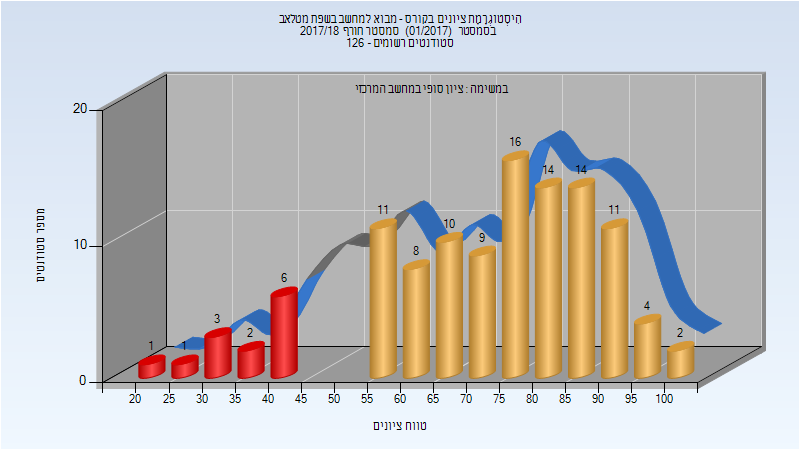 היסטוגרמת ציונים בקורס - מבוא למחשב בשפת מטלאב
בסמסטר (01/2017) סמסטר חורף 2017/18
סטודנטים רשומים - 126
במשימה : ציון סופי במחשב המרכזי
מספר סטודנטים
20
10
0
1 1 3 2 6 11 8 10 9 16 14 14 11 4 2
20 25 30 35 40 45 50 55 60 65 70 75 80 85 90 95 100
טווח ציונים